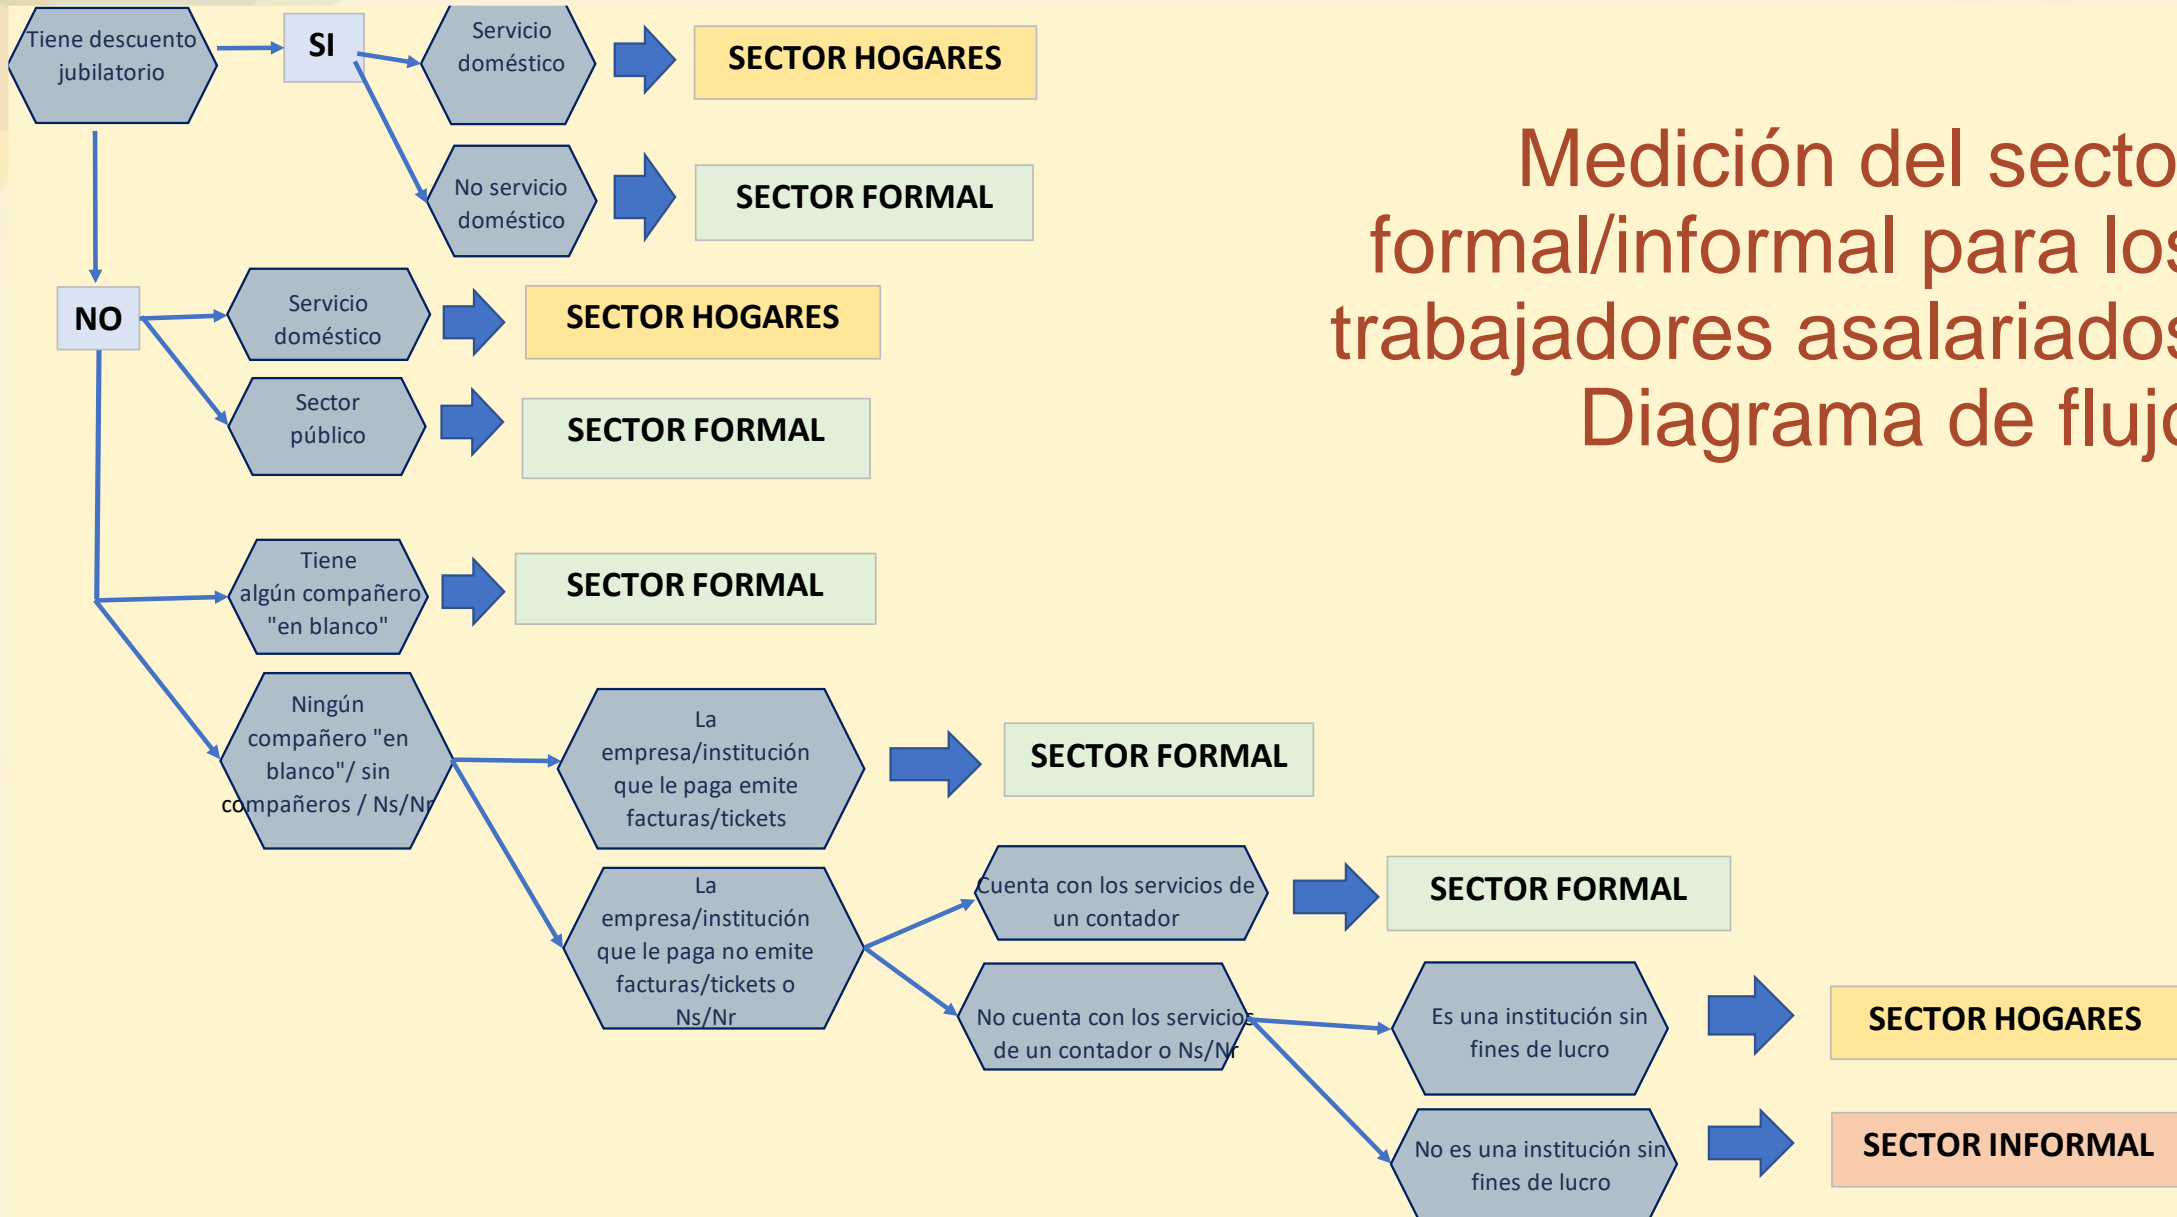 Tiene descuento
jubilatorio
SI
Servicio
doméstico
SECTOR HOGARES
No servicio
doméstico
SECTOR FORMAL
Medición del secto
formal/informal para los
trabajadores asalariados
Diagrama de flujo
NO
Servicio
doméstico
SECTOR HOGARES
Sector
público
SECTOR FORMAL
Tiene
algún compañero
"en blanco"
SECTOR FORMAL
Ningún
compañero "en
blanco"/ sin
compañeros / Ns/Nr
La
empresa/institución
que le paga emite
facturas/tickets
SECTOR FORMAL
La
empresa/institución
que le paga no emite
facturas/tickets o
Ns/Nr
Cuenta con los servicios de
un contador
SECTOR FORMAL
No cuenta con los servicios
de un contador o Ns/Nr
Es una institución sin
fines de lucro
SECTOR HOGARES
No es una institución sin
fines de lucro
SECTOR INFORMAL